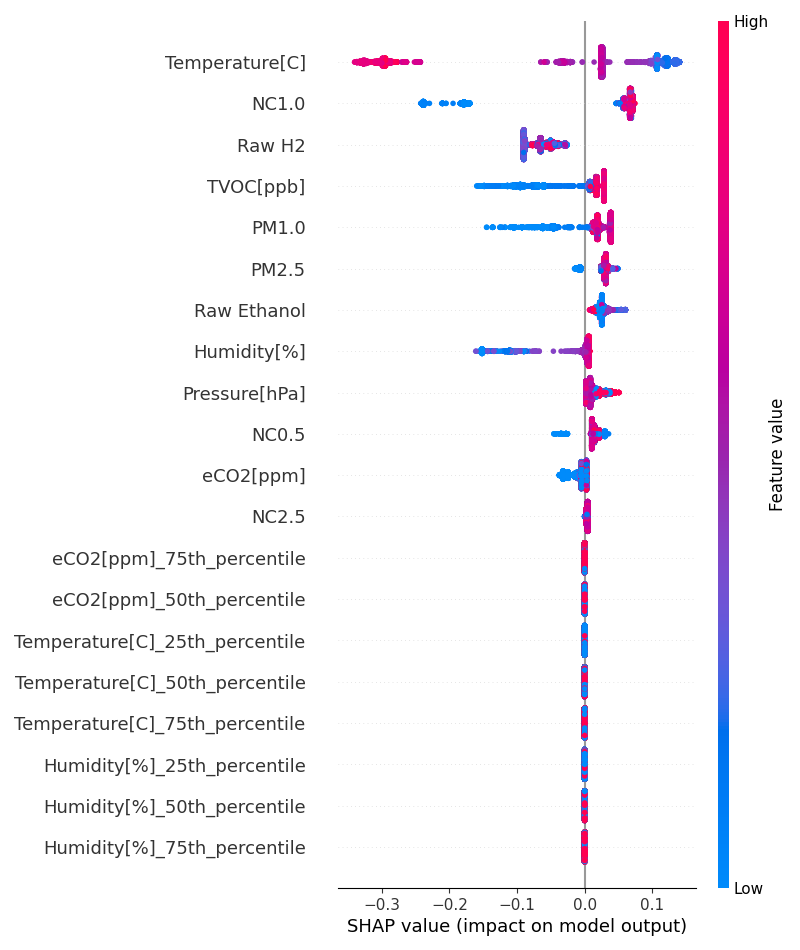 High
Temperature[C]
NC1.0
Raw H2
TVOC[ppb]
PM1.0
PM2.5
Raw Ethanol
Humidity[%]
Pressure[hPa]
NC0.5
eCO2[ppm]
NC2.5
eCO2[ppm]_75th_percentile
eCO2[ppm]_50th_percentile
Temperature[C]_25th_percentile
Temperature[C]_50th_percentile
Temperature[C]_75th_percentile
Humidity[%]_25th_percentile
Humidity[%]_50th_percentile
Humidity[%]_75th_percentile
Feature value
Low
−0.3 −0.2 −0.1 0.0 0.1
SHAP value (impact on model output)